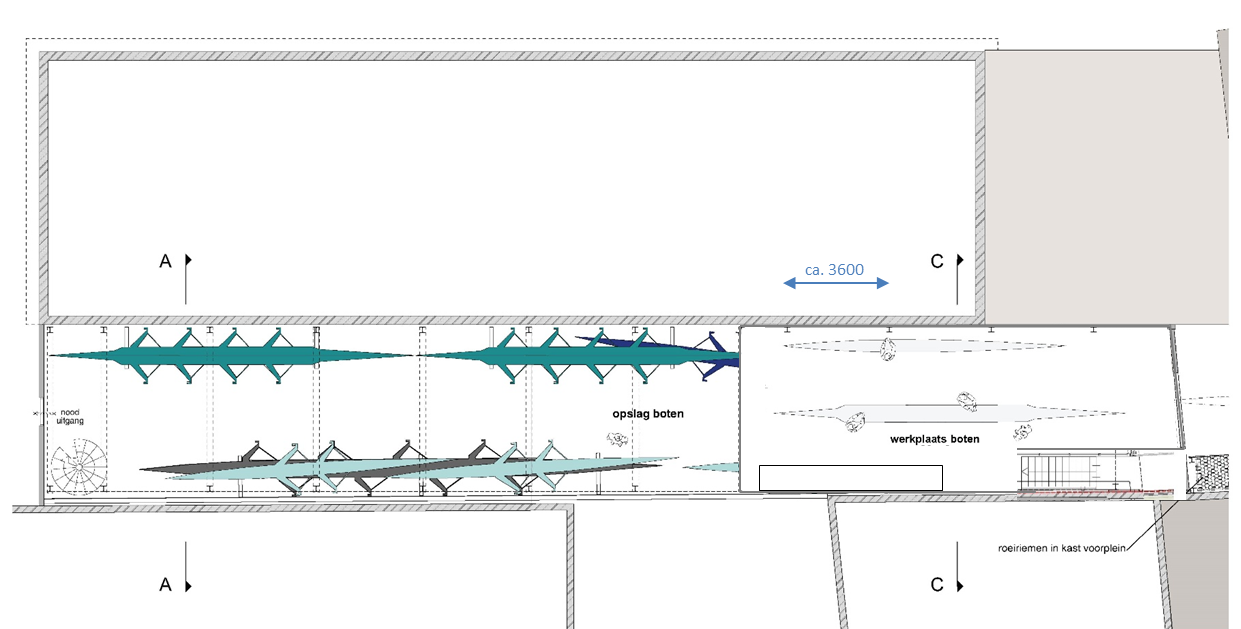 A
C
ca. 3600
nood
uitgang
opslag boten
werkplaats boten
roeiriemen in kast voorplein
A
C